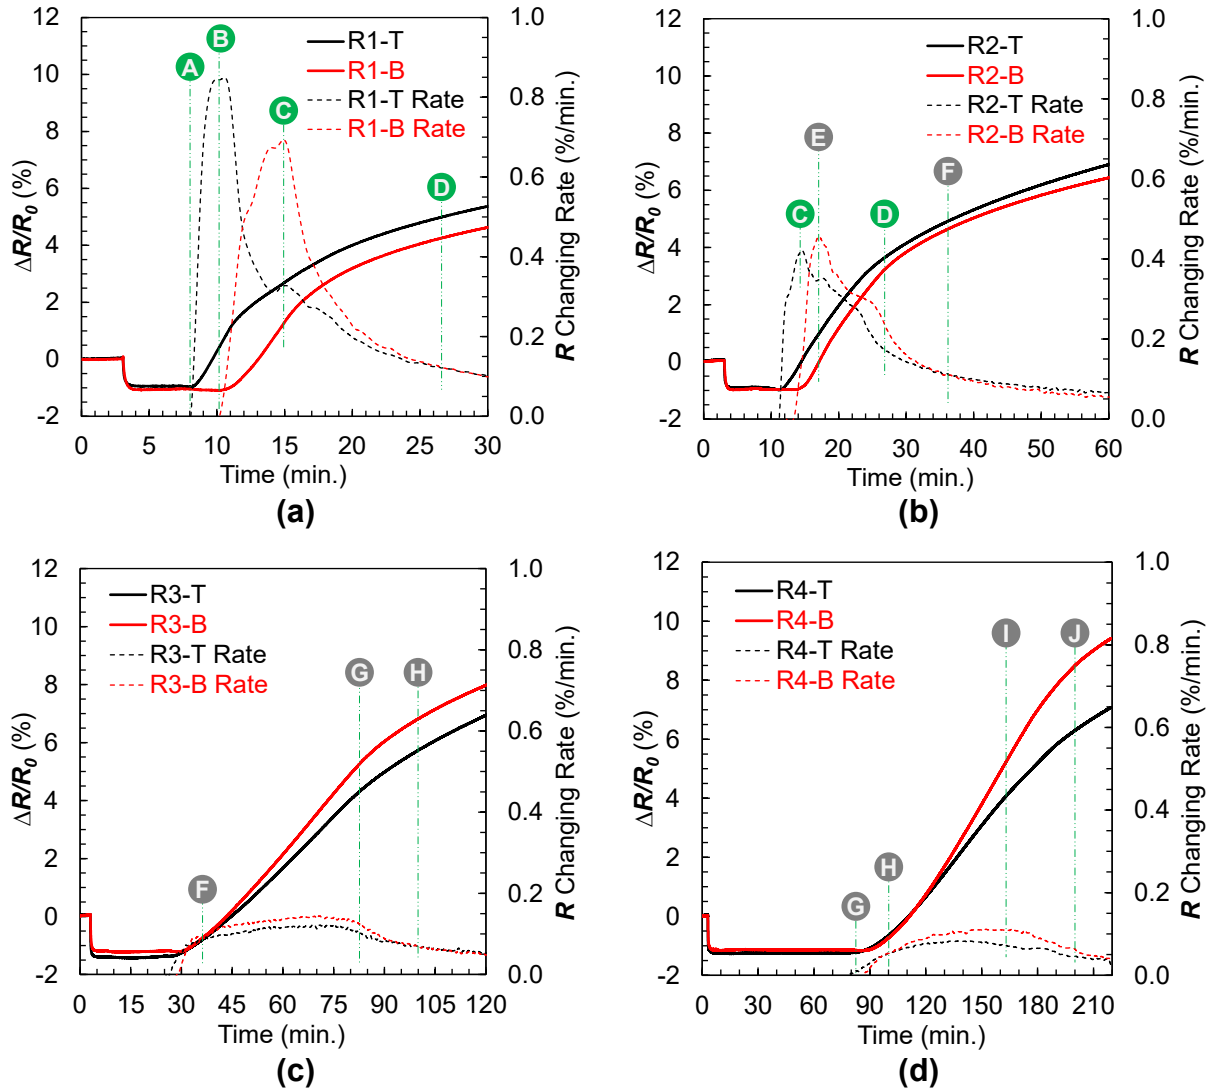 12
10
8
6
4
2
0
-2
ΔR/R0 (%)
A
B
C
D
R1-T
R1-B
R1-T Rate
R1-B Rate
1.0
0.8
0.6
0.4
0.2
0.0
R Changing Rate (%/min.)
0 5 10 15 20 25 30
Time (min.)
(a)
12
10
8
6
4
2
0
-2
ΔR/R0 (%)
E
C
D
F
R2-T
R2-B
R2-T Rate
R2-B Rate
1.0
0.8
0.6
0.4
0.2
0.0
R Changing Rate (%/min.)
0 10 20 30 40 50 60
Time (min.)
(b)
12
10
8
6
4
2
0
-2
ΔR/R0 (%)
R3-T
R3-B
R3-T Rate
R3-B Rate
G
H
F
1.0
0.8
0.6
0.4
0.2
0.0
R Changing Rate (%/min.)
0 15 30 45 60 75 90 105 120
Time (min.)
(c)
12
10
8
6
4
2
0
-2
ΔR/R0 (%)
R4-T
R4-B
R4-T Rate
R4-B Rate
I
J
H
G
1.0
0.8
0.6
0.4
0.2
0.0
R Changing Rate (%/min.)
0 30 60 90 120 150 180 210
Time (min.)
(d)